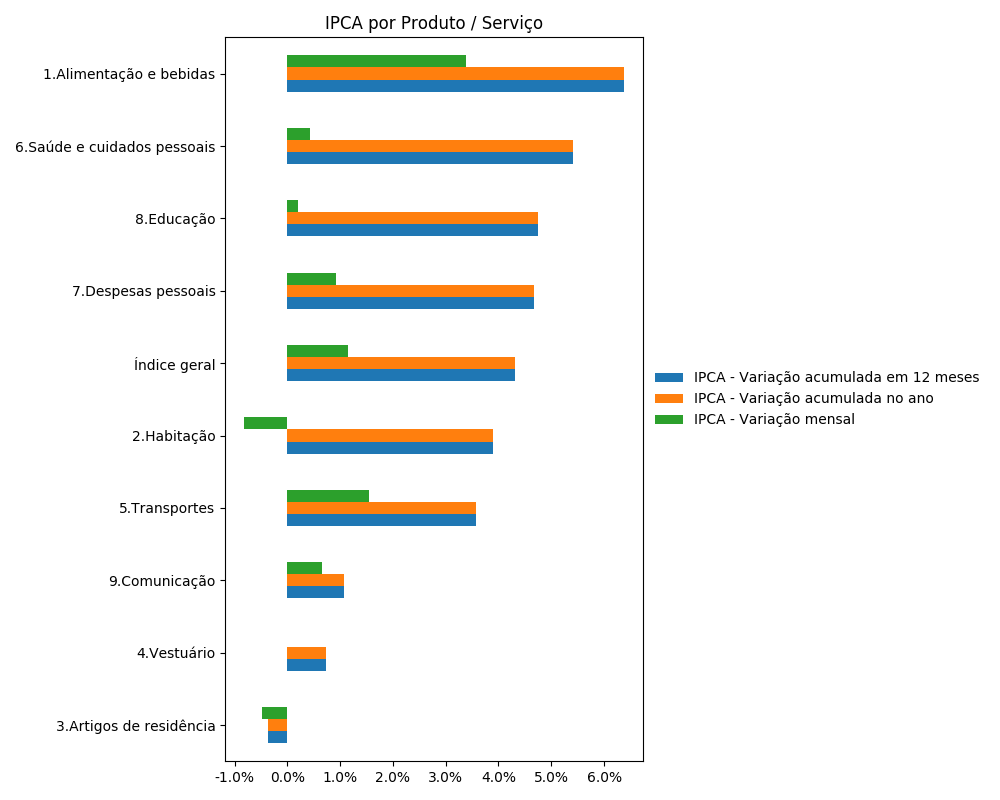 IPCA por Produto / Serviço
1.Alimentação e bebidas
6.Saúde e cuidados pessoais
8.Educação
7.Despesas pessoais
Índice geral
2.Habitação
5.Transportes
9.Comunicação
4.Vestuário
3.Artigos de residência
-1.0% 0.0% 1.0% 2.0% 3.0% 4.0% 5.0% 6.0%
IPCA - Variação acumulada em 12 meses
IPCA - Variação acumulada no ano
IPCA - Variação mensal